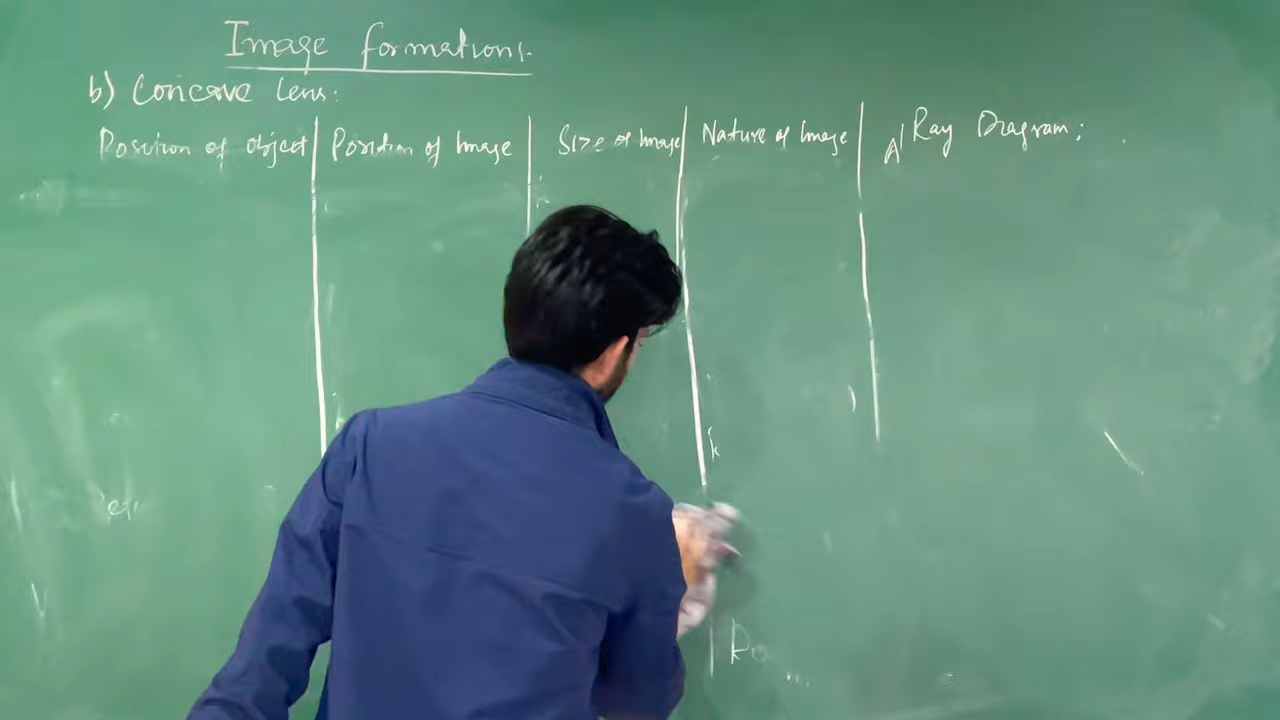 Image formations.
b) Concave Lens:
Position of object Position of Image Size of Image Nature of Image A Ray Diagram;